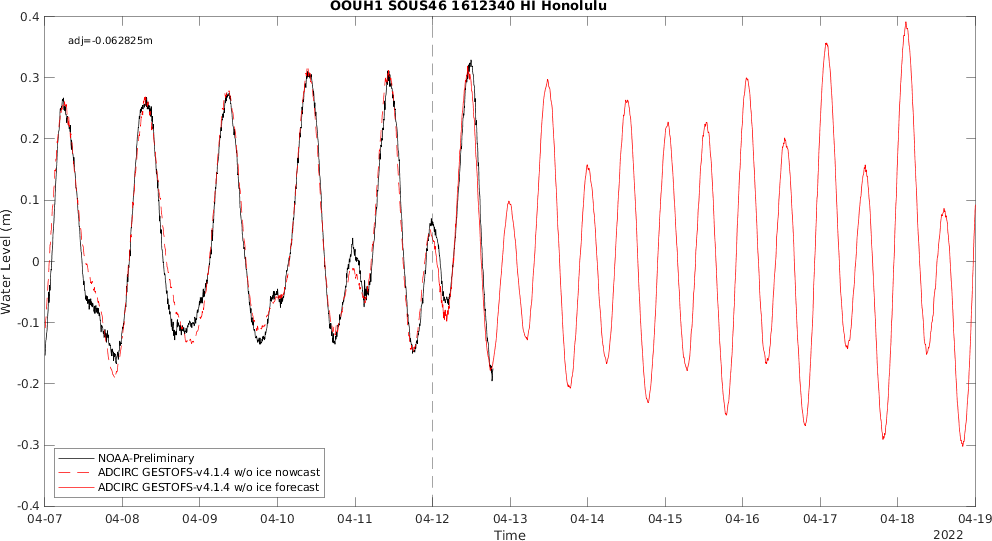 OOUH1 SOUS46 1612340 HI Honolulu
adj=-0.062825m
Water Level (m)
0.4
0.3
0.2
0.1
0
-0.1
-0.2
-0.3
-0.4
NOAA-Preliminary
ADCIRC GESTOFS-v4.1.4 w/o ice nowcast
ADCIRC GESTOFS-v4.1.4 w/o ice forecast
04-07 04-08 04-09 04-10 04-11 04-12 04-13 04-14 04-15 04-16 04-17 04-18 04-19
Time
2022